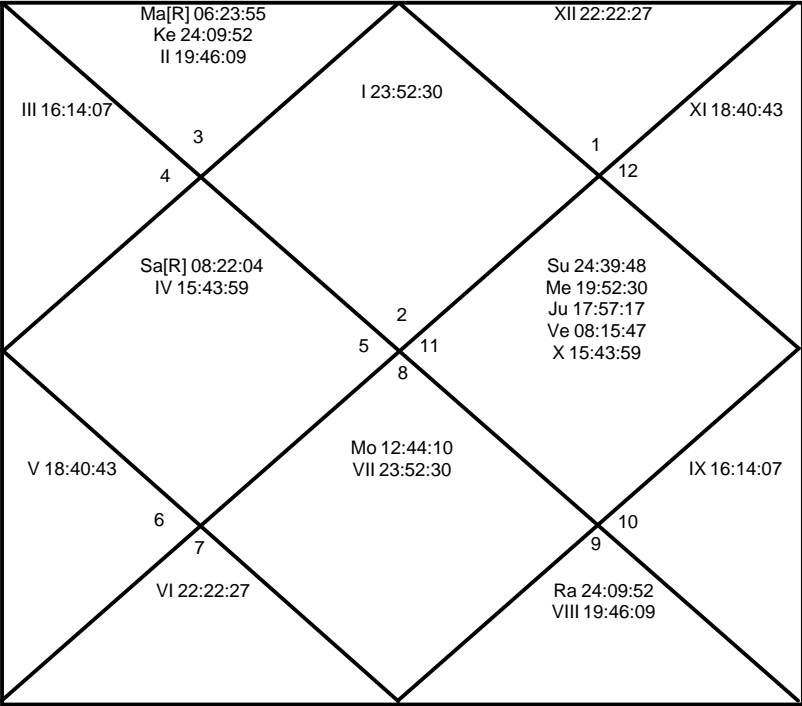 Ma[R] 06:23:55
Ke 24:09:52
II 19:46:09
XII 22:22:27
I 23:52:30
III 16:14:07
XI 18:40:43
3
1
4
12
Sa[R] 08:22:04
IV 15:43:59
Su 24:39:48
Me 19:52:30
Ju 17:57:17
Ve 08:15:47
X 15:43:59
2
5
11
8
Mo 12:44:10
VII 23:52:30
V 18:40:43
IX 16:14:07
6
10
7
9
VI 22:22:27
Ra 24:09:52
VIII 19:46:09